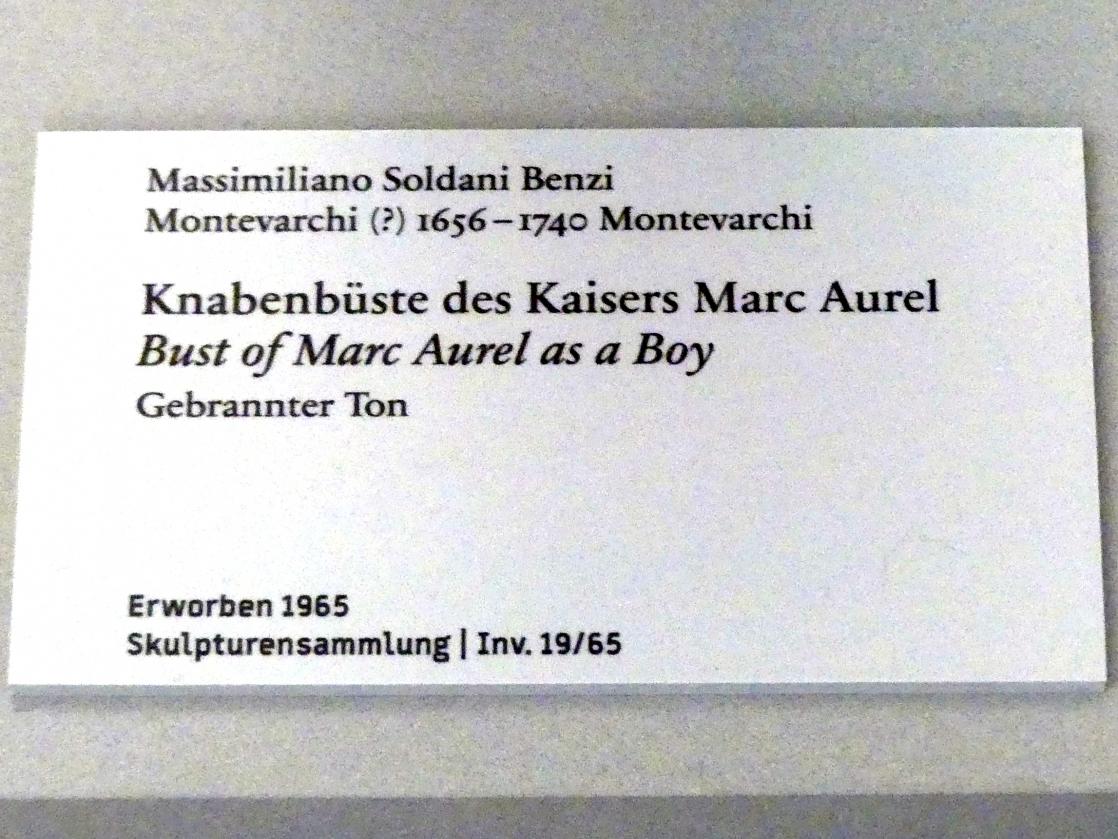 Massimiliano Soldani Benzi
Montevarchi (?) 1656–1740 Montevarchi
Knabenbüste des Kaisers Marc Aurel
Bust of Marc Aurel as a Boy
Gebrannter Ton
Erworben 1965
Skulpturensammlung | Inv. 19/65